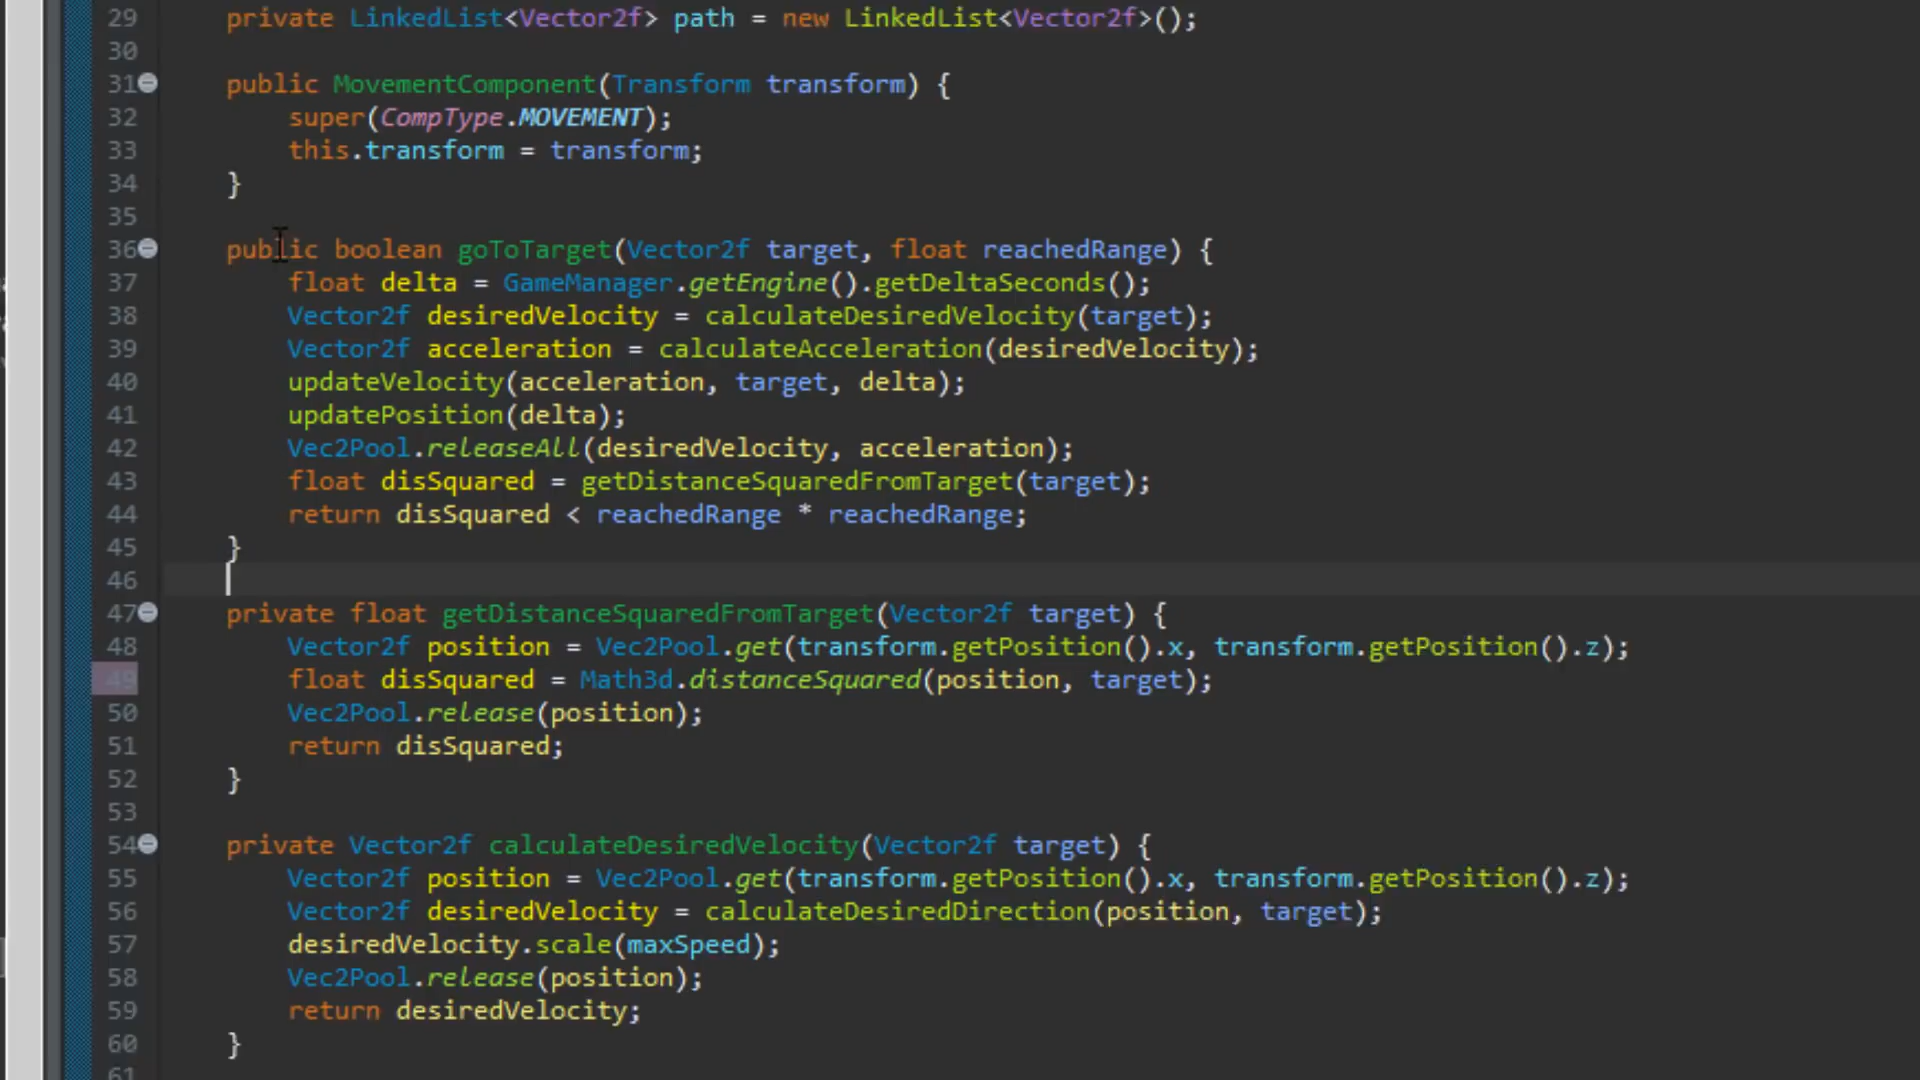 29 private LinkedList<Vector2f> path = new LinkedList<Vector2f>();
30
31 public MovementComponent(Transform transform) {
32 super(CompType.MOVEMENT);
33 this.transform = transform;
34 }
35
36 public boolean goToTarget(Vector2f target, float reachedRange) {
37 float delta = GameManager.getEngine().getDeltaSeconds();
38 Vector2f desiredVelocity = calculateDesiredVelocity(target);
39 Vector2f acceleration = calculateAcceleration(desiredVelocity);
40 updateVelocity(acceleration, target, delta);
41 updatePosition(delta);
42 Vec2Pool.releaseAll(desiredVelocity, acceleration);
43 float disSquared = getDistanceSquaredFromTarget(target);
44 return disSquared < reachedRange * reachedRange;
45 }
46
47 private float getDistanceSquaredFromTarget(Vector2f target) {
48 Vector2f position = Vec2Pool.get(transform.getPosition().x, transform.getPosition().z);
49 float disSquared = Math3d.distanceSquared(position, target);
50 Vec2Pool.release(position);
51 return disSquared;
52 }
53
54 private Vector2f calculateDesiredVelocity(Vector2f target) {
55 Vector2f position = Vec2Pool.get(transform.getPosition().x, transform.getPosition().z);
56 Vector2f desiredVelocity = calculateDesiredDirection(position, target);
57 desiredVelocity.scale(maxSpeed);
58 Vec2Pool.release(position);
59 return desiredVelocity;
60 }
61